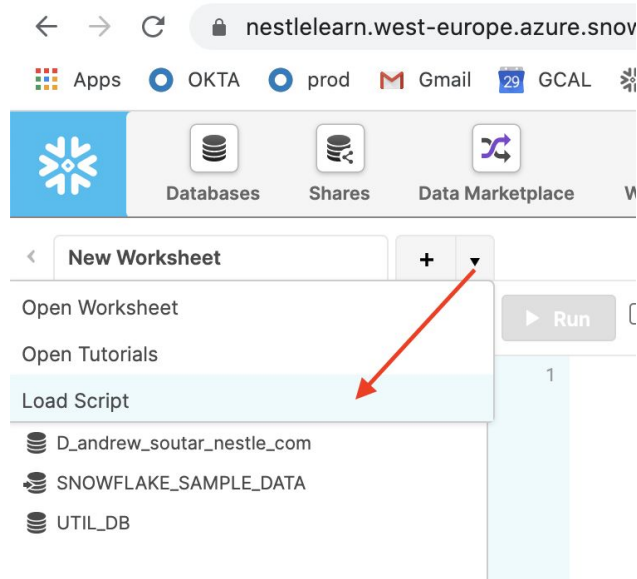 nestlelearn.west-europe.azure.snow
Apps OKTA prod Gmail 29 GCAL
Databases Shares Data Marketplace W
New Worksheet + ▼
Open Worksheet
Run
Open Tutorials
1
Load Script
D_andrew_soutar_nestle_com
SNOWFLAKE_SAMPLE_DATA
UTIL_DB